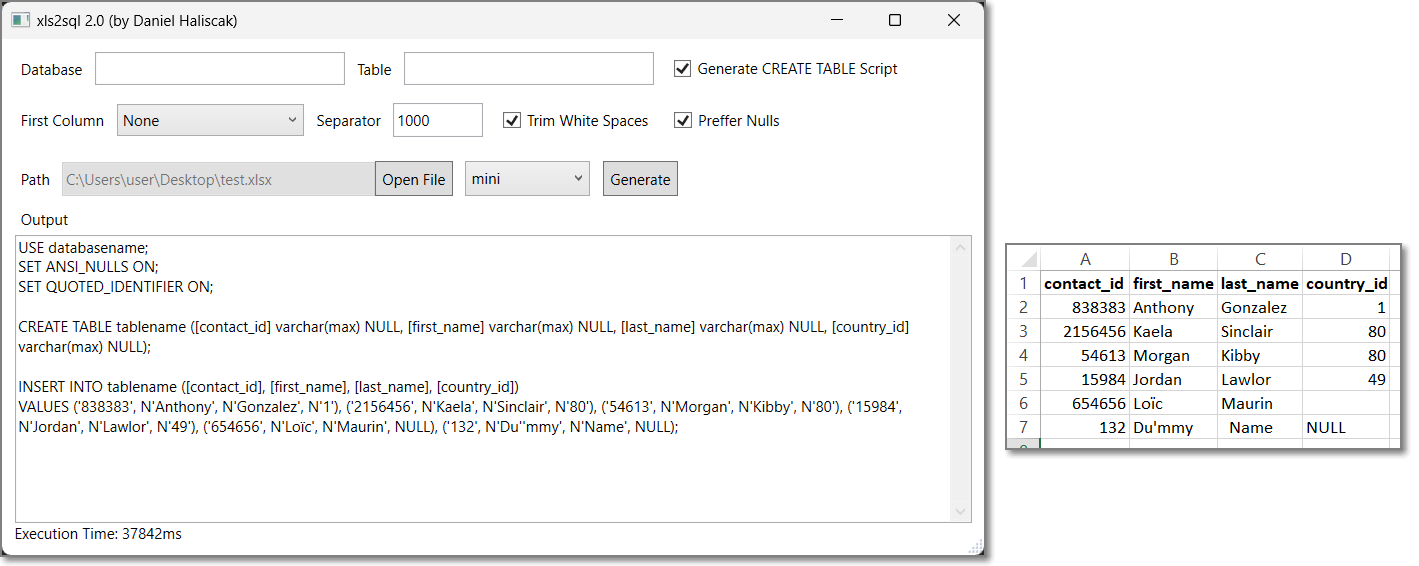 xls2sql 2.0 (by Daniel Haliscak)
Database Table Generate CREATE TABLE Script
First Column None Separator 1000 Trim White Spaces Preffer Nulls
Path C:\Users\user\Desktop\test.xlsx Open File mini Generate
Output
USE databasename;
SET ANSI_NULLS ON;
SET QUOTED_IDENTIFIER ON;
CREATE TABLE tablename ([contact_id] varchar(max) NULL, [first_name] varchar(max) NULL, [last_name] varchar(max) NULL, [country_id]
varchar(max) NULL);
INSERT INTO tablename ([contact_id], [first_name], [last_name], [country_id])
VALUES ('838383', N'Anthony', N'Gonzalez', N'1'), ('2156456', N'Kaela', N'Sinclair', N'80'), ('54613', N'Morgan', N'Kibby', N'80'), ('15984',
N'Jordan', N'Lawlor', N'49'), ('654656', N'Loïc', N'Maurin', NULL), ('132', N'Du''mmy', N'Name', NULL);
Execution Time: 37842ms
A B C D
1 contact_id first_name last_name country_id
2 838383 Anthony Gonzalez 1
3 2156456 Kaela Sinclair 80
4 54613 Morgan Kibby 80
5 15984 Jordan Lawlor 49
6 654656 Loïc Maurin
7 132 Du'mmy Name NULL